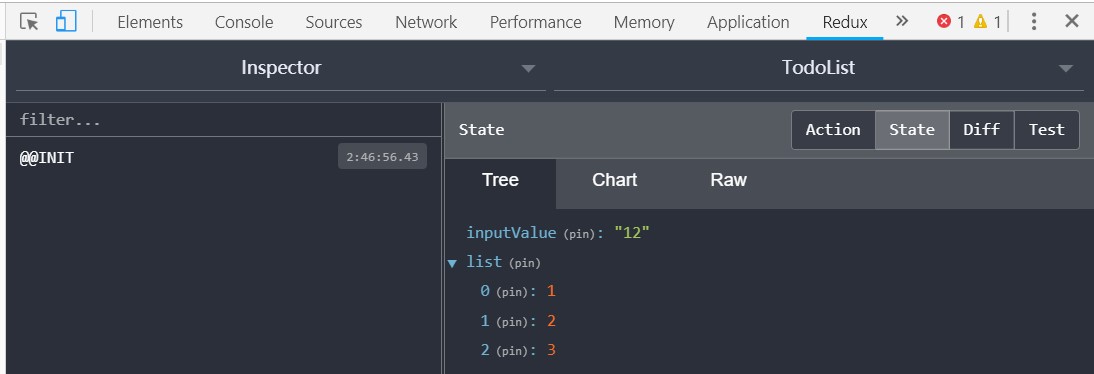 Elements Console Sources Network Performance Memory Application Redux » 1 1
Inspector TodoList
filter...
State Action State Diff Test
@@INIT 2:46:56.43
Tree Chart Raw
inputValue (pin): "12"
list (pin)
0 (pin): 1
1 (pin): 2
2 (pin): 3